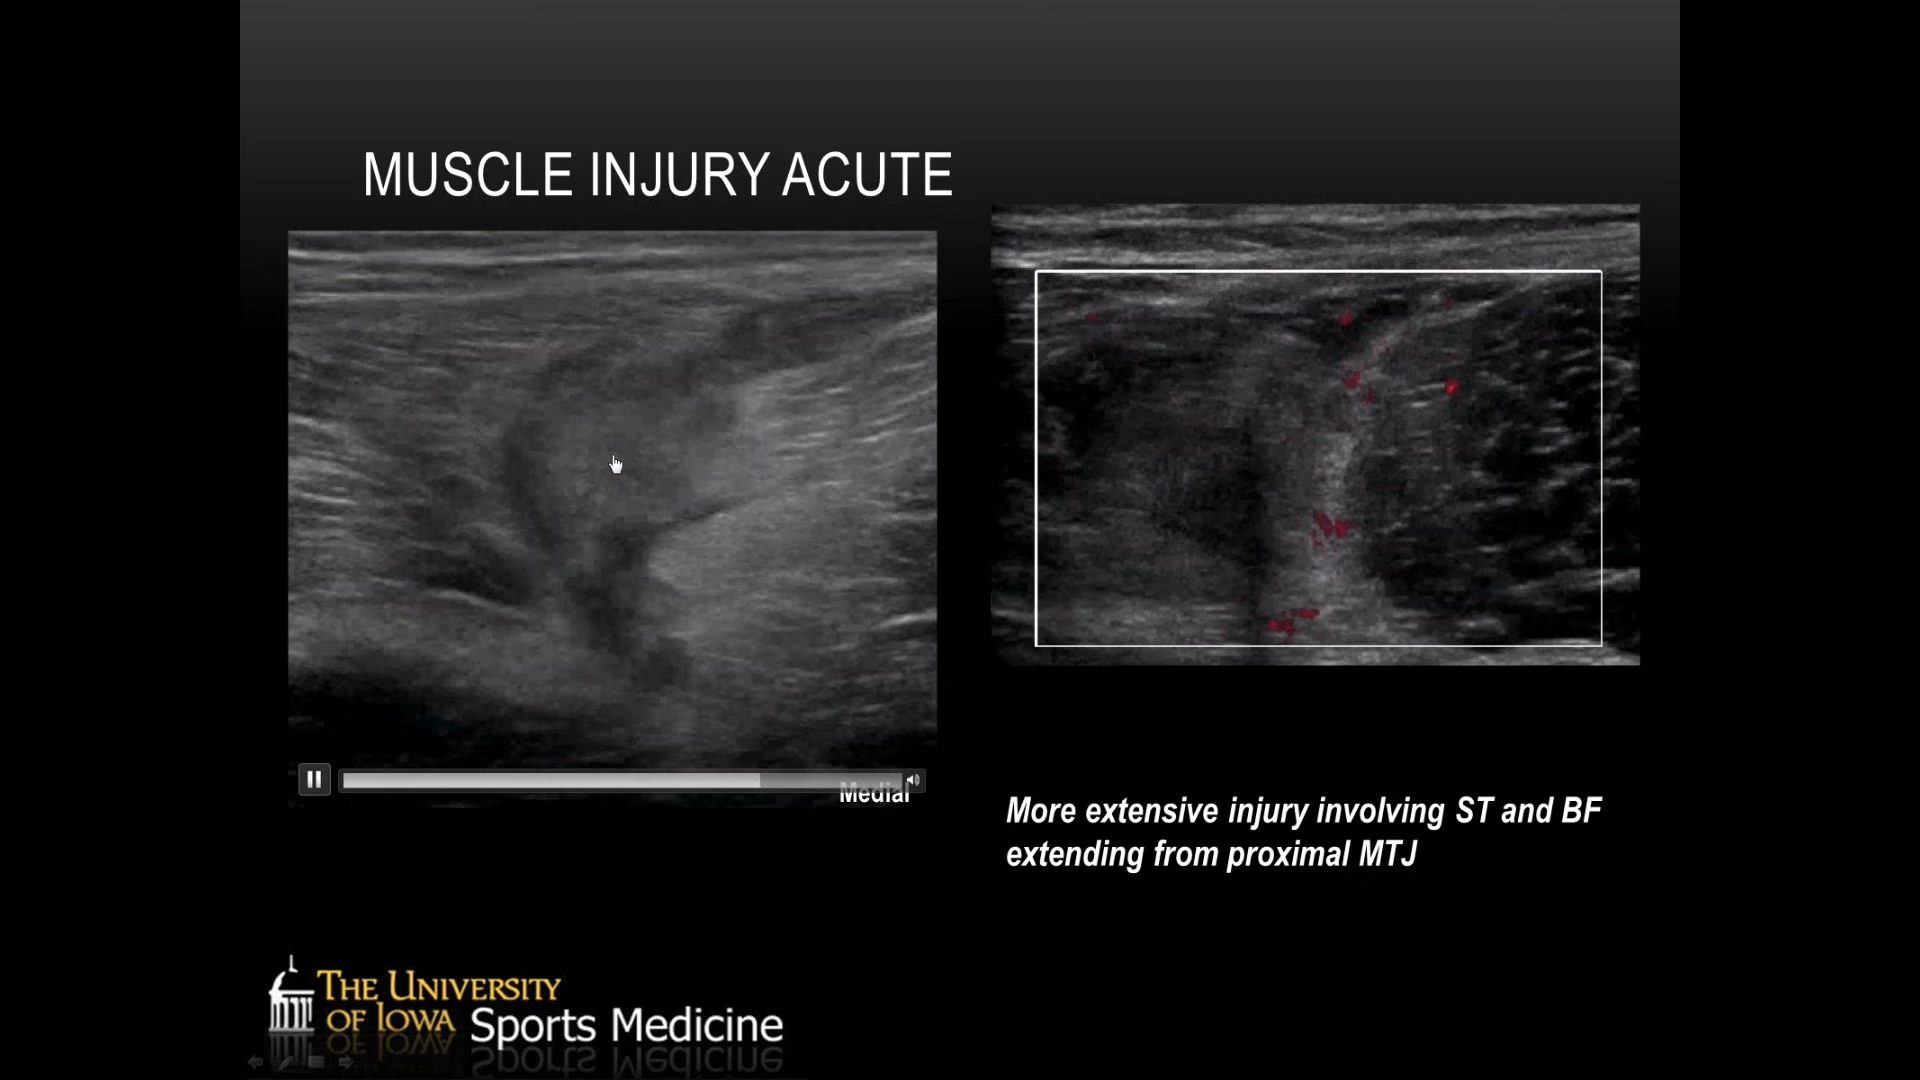 MUSCLE INJURY ACUTE
Medial
More extensive injury involving ST and BF
extending from proximal MTJ
THE UNIVERSITY
OF IOWA Sports Medicine